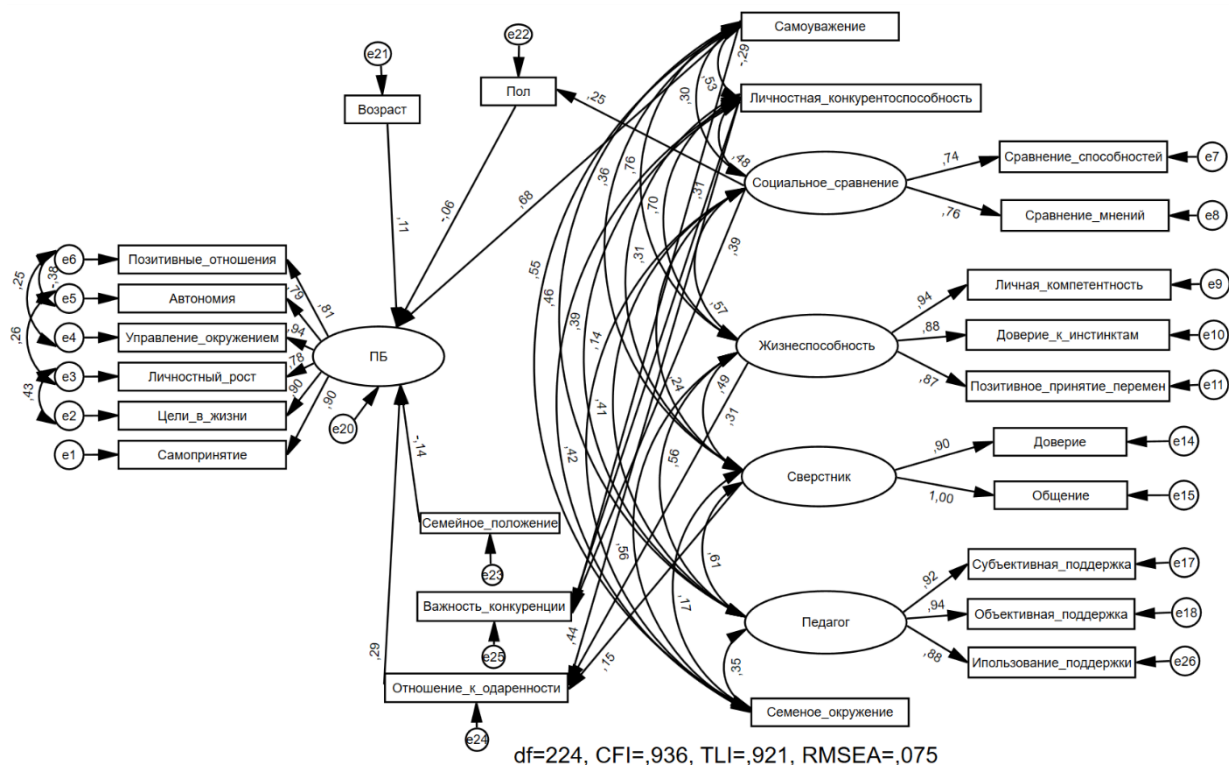 Самоуважение
e21
e22
-,29
Возраст
Пол
,53
,30
Личностная_конкурентоспособность
,25
,48
,74
Сравнение_способностей
e7
Социальное_сравнение
,76
Сравнение_мнений
e8
,36
,76
,31
,68
-,06
,11
,70
,39
,31
e6
Позитивные_отношения
,25
-,38
e5
Автономия
,79
,81
,26
e4
Управление_окружением
,94
ПБ
e3
Личностный_рост
,78
,43
e2
Цели_в_жизни
,90
e1
Самопринятие
,90
e20
,55
,46
,39
,14
,57
,94
Личная_компетентность
e9
Жизнеспособность
,88
Доверие_к_инстинктам
e10
,87
Позитивное_принятие_перемен
e11
,24
,49
,31
,41
,42
,56
-,14
Сверстник
,90
Доверие
e14
1,00
Общение
e15
Семейное_положение
e23
,56
,61
,17
,92
Субъективная_поддержка
e17
Важность_конкуренции
e25
Педагог
,94
Объективная_поддержка
e18
,88
Ипользование_поддержки
e26
,44
,15
,29
,35
Отношение_к_одаренности
e24
Семеное_окружение
df=224, CFI=,936, TLI=,921, RMSEA=,075